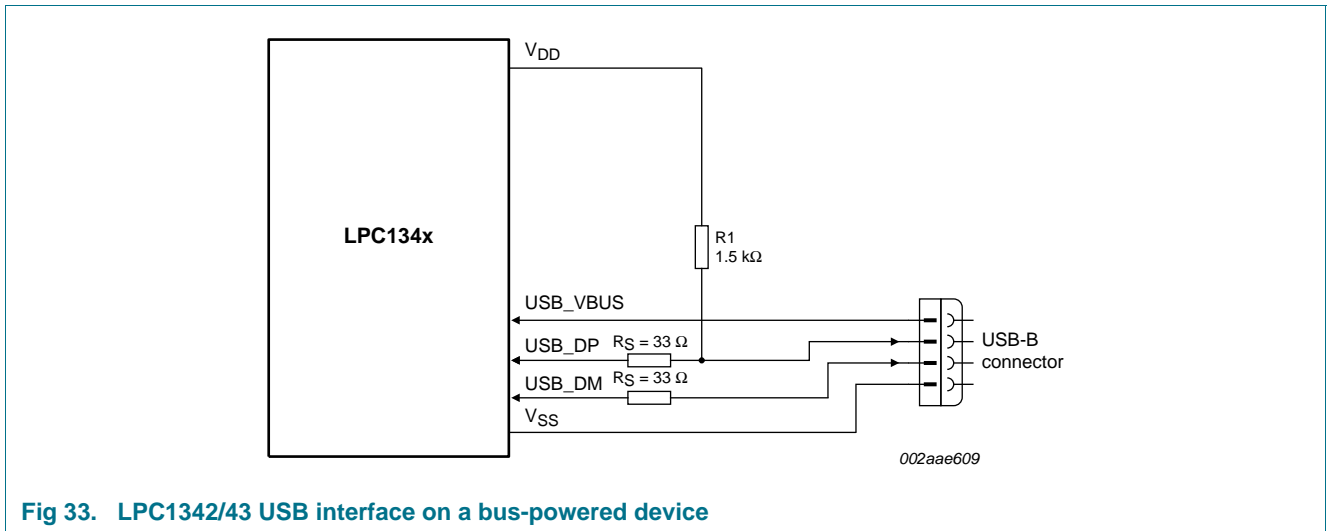 VDD
LPC134x
R1
1.5 kΩ
USB_VBUS
USB_DP RS = 33 Ω
USB-B
connector
USB_DM RS = 33 Ω
VSS
002aae609
Fig 33. LPC1342/43 USB interface on a bus-powered device